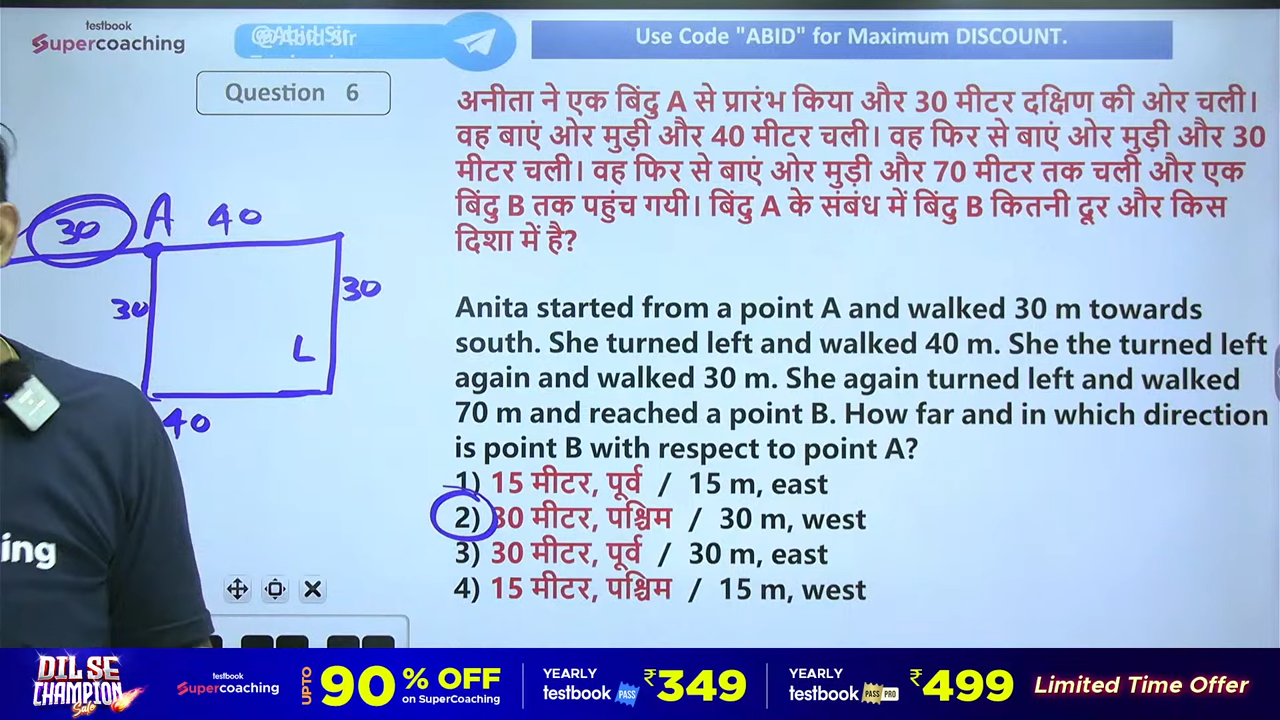 testbook
Supercoaching
@Abid Sir
Use Code "ABID" for Maximum DISCOUNT.
Question 6
अनीता ने एक बिंदु A से प्रारंभ किया और 30 मीटर दक्षिण की ओर चली।
वह बाएं ओर मुड़ी और 40 मीटर चली। वह फिर से बाएं ओर मुड़ी और 30
मीटर चली। वह फिर से बाएं ओर मुड़ी और 70 मीटर तक चली और एक
बिंदु B तक पहुंच गयी। बिंदु A के संबंध में बिंदु B कितनी दूर और किस
दिशा में है?
30 A 40
30
30
L
40
Anita started from a point A and walked 30 m towards
south. She turned left and walked 40 m. She the turned left
again and walked 30 m. She again turned left and walked
70 m and reached a point B. How far and in which direction
is point B with respect to point A?
1) 15 मीटर, पूर्व / 15 m, east
2) 30 मीटर, पश्चिम / 30 m, west
3) 30 मीटर, पूर्व / 30 m, east
4) 15 मीटर, पश्चिम / 15 m, west
ing
DIL SE
CHAMPION
Sale
testbook
Supercoaching
UPTO
90% OFF
on SuperCoaching
YEARLY
testbook PASS
₹349
YEARLY
testbook PASS PRO
₹499
Limited Time Offer